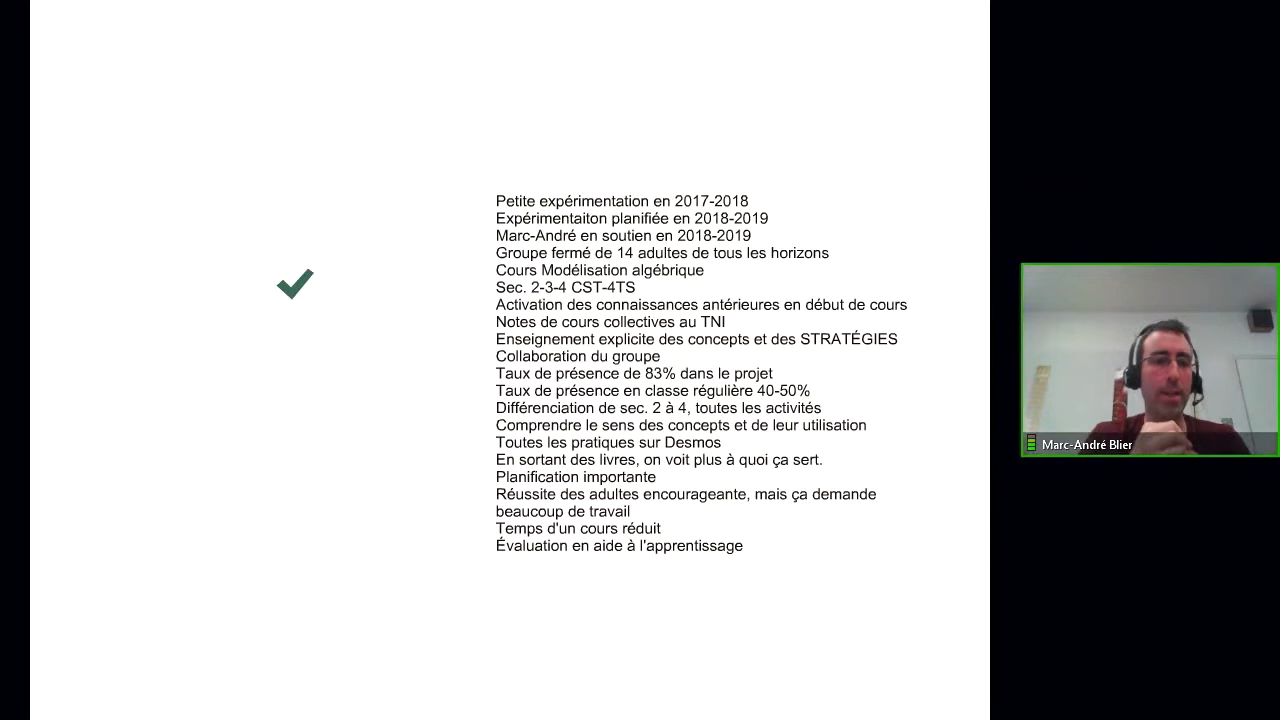 Petite expérimentation en 2017-2018
Expérimentaiton planifiée en 2018-2019
Marc-André en soutien en 2018-2019
Groupe fermé de 14 adultes de tous les horizons
Cours Modélisation algébrique
Sec. 2-3-4 CST-4TS
Activation des connaissances antérieures en début de cours
Notes de cours collectives au TNI
Enseignement explicite des concepts et des STRATÉGIES
Collaboration du groupe
Taux de présence de 83% dans le projet
Taux de présence en classe régulière 40-50%
Différenciation de sec. 2 à 4, toutes les activités
Comprendre le sens des concepts et de leur utilisation
Toutes les pratiques sur Desmos
En sortant des livres, on voit plus à quoi ça sert.
Planification importante
Réussite des adultes encourageante, mais ça demande
beaucoup de travail
Temps d'un cours réduit
Évaluation en aide à l'apprentissage
Marc-André Blier